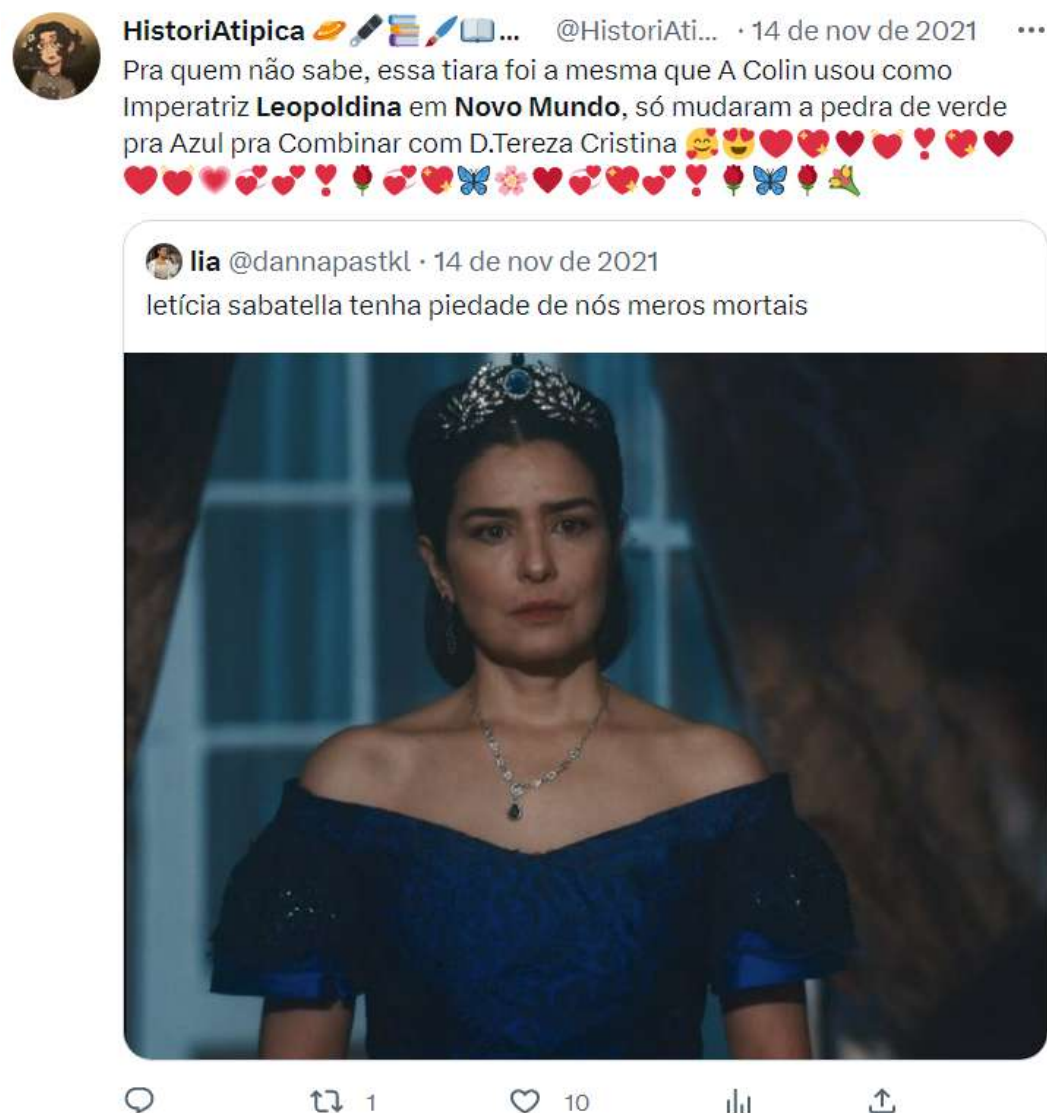 HistoriAtipica 🪐🎤📚🖌️📖... @HistoriAti... · 14 de nov de 2021 •••
Pra quem não sabe, essa tiara foi a mesma que A Colin usou como
Imperatriz Leopoldina em Novo Mundo, só mudaram a pedra de verde
pra Azul pra Combinar com D.Tereza Cristina 🥰😍❤️💖♥️💓❣️💖♥️
❤️💓💗💞💕❣️🌹💞💖🦋🌸♥️💞💖💕❣️🌹🦋🌹💐
lia @dannapastkl · 14 de nov de 2021
letícia sabatella tenha piedade de nós meros mortais
1 10